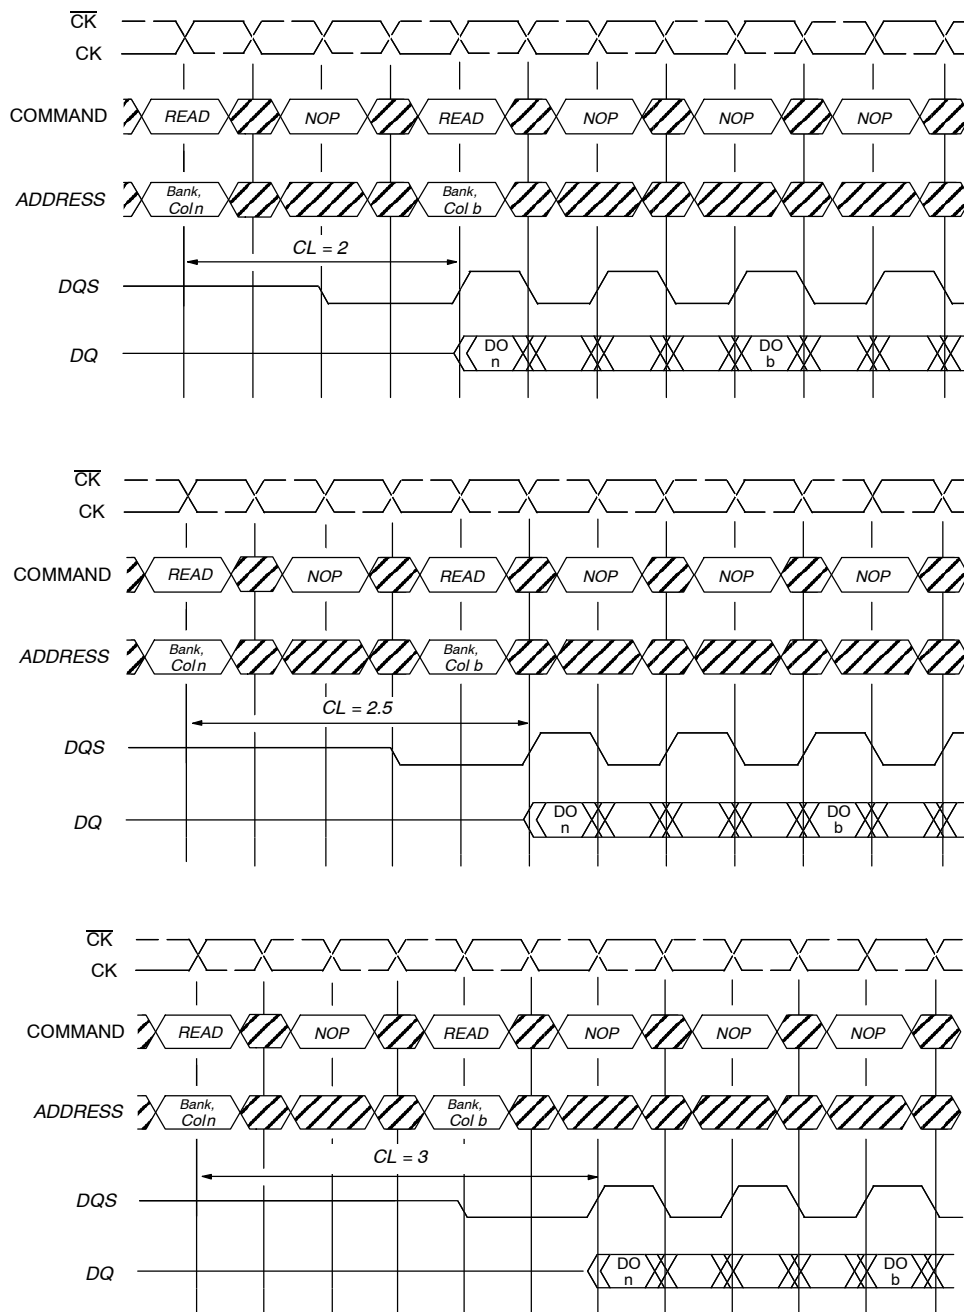 CK
CK
COMMAND READ NOP READ NOP NOP NOP
ADDRESS Bank, Col n Bank, Col b
CL = 2
DQS
DQ DO n DO b
CK
CK
COMMAND READ NOP READ NOP NOP NOP
ADDRESS Bank, Col n Bank, Col b
CL = 2.5
DQS
DQ DO n DO b
CK
CK
COMMAND READ NOP READ NOP NOP NOP
ADDRESS Bank, Col n Bank, Col b
CL = 3
DQS
DQ DO n DO b